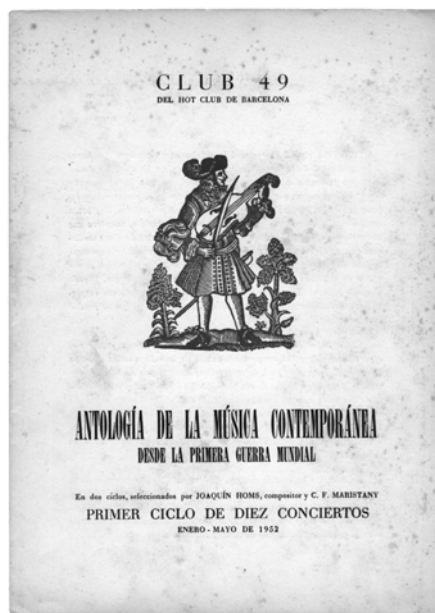 CLUB 49
DEL HOT CLUB DE BARCELONA
ANTOLOGÍA DE LA MÚSICA CONTEMPORÁNEA
DESDE LA PRIMERA GUERRA MUNDIAL
En dos ciclos, seleccionados por JOAQUÍN HOMS, compositor y C. F. MARISTANY
PRIMER CICLO DE DIEZ CONCIERTOS
ENERO - MAYO DE 1952